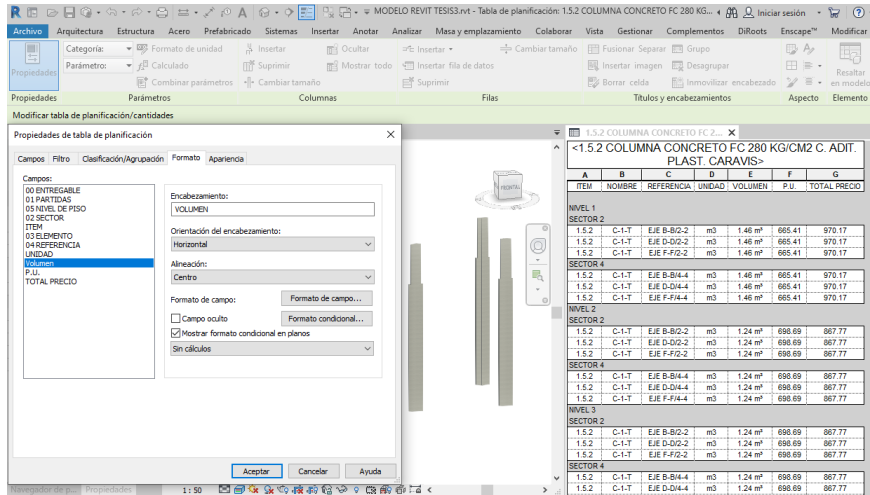 MODELO REVIT TESIS3.rvt - Tabla de planificación: 1.5.2 COLUMNA CONCRETO FC 280 KG... Iniciar sesión
Archivo Arquitectura Estructura Acero Prefabricado Sistemas Insertar Anotar Analizar Masa y emplazamiento Colaborar Vista Gestionar Complementos DiRoots Enscape™ Modificar
Propiedades Categoría: Formato de unidad Insertar Ocultar Insertar Cambiar tamaño Fusionar Separar Grupo
Parámetro: Calculado Suprimir Mostrar todo Insertar fila de datos Insertar imagen Desagrupar Resaltar
Combinar parámetros Cambiar tamaño Suprimir Borrar celda Inmovilizar encabezado en modelo
Propiedades Parámetros Columnas Filas Títulos y encabezamientos Aspecto Elemento
Modificar tabla de planificación/cantidades
Propiedades de tabla de planificación
Campos Filtro Clasificación/Agrupación Formato Apariencia
Campos:
00 ENTREGABLE
01 PARTIDAS
05 NIVEL DE PISO
02 SECTOR
ITEM
03 ELEMENTO
04 REFERENCIA
UNIDAD
Volumen
P.U.
TOTAL PRECIO
Encabezamiento:
VOLUMEN
Orientación del encabezamiento:
Horizontal
Alineación:
Centro
Formato de campo: Formato de campo...
Campo oculto Formato condicional...
Mostrar formato condicional en planos
Sin cálculos
Aceptar Cancelar Ayuda
FRONTAL
1.5.2 COLUMNA CONCRETO FC 2...
<1.5.2 COLUMNA CONCRETO FC 280 KG/CM2 C. ADIT.
PLAST. CARAVIS>
A B C D E F G
ITEM NOMBRE REFERENCIA UNIDAD VOLUMEN P.U. TOTAL PRECIO
NIVEL 1
SECTOR 2
1.5.2 C-1-T EJE B-B/2-2 m3 1.46 m³ 665.41 970.17
1.5.2 C-1-T EJE D-D/2-2 m3 1.46 m³ 665.41 970.17
1.5.2 C-1-T EJE F-F/2-2 m3 1.46 m³ 665.41 970.17
SECTOR 4
1.5.2 C-1-T EJE B-B/4-4 m3 1.46 m³ 665.41 970.17
1.5.2 C-1-T EJE D-D/4-4 m3 1.46 m³ 665.41 970.17
1.5.2 C-1-T EJE F-F/4-4 m3 1.46 m³ 665.41 970.17
NIVEL 2
SECTOR 2
1.5.2 C-1-T EJE B-B/2-2 m3 1.24 m³ 698.69 867.77
1.5.2 C-1-T EJE D-D/2-2 m3 1.24 m³ 698.69 867.77
1.5.2 C-1-T EJE F-F/2-2 m3 1.24 m³ 698.69 867.77
SECTOR 4
1.5.2 C-1-T EJE B-B/4-4 m3 1.24 m³ 698.69 867.77
1.5.2 C-1-T EJE D-D/4-4 m3 1.24 m³ 698.69 867.77
1.5.2 C-1-T EJE F-F/4-4 m3 1.24 m³ 698.69 867.77
NIVEL 3
SECTOR 2
1.5.2 C-1-T EJE B-B/2-2 m3 1.24 m³ 698.69 867.77
1.5.2 C-1-T EJE D-D/2-2 m3 1.24 m³ 698.69 867.77
1.5.2 C-1-T EJE F-F/2-2 m3 1.24 m³ 698.69 867.77
SECTOR 4
1.5.2 C-1-T EJE B-B/4-4 m3 1.24 m³ 698.69 867.77
1.5.2 C-1-T EJE D-D/4-4 m3 1.24 m³ 698.69 867.77
Navegador de p... Propiedades 1 : 50